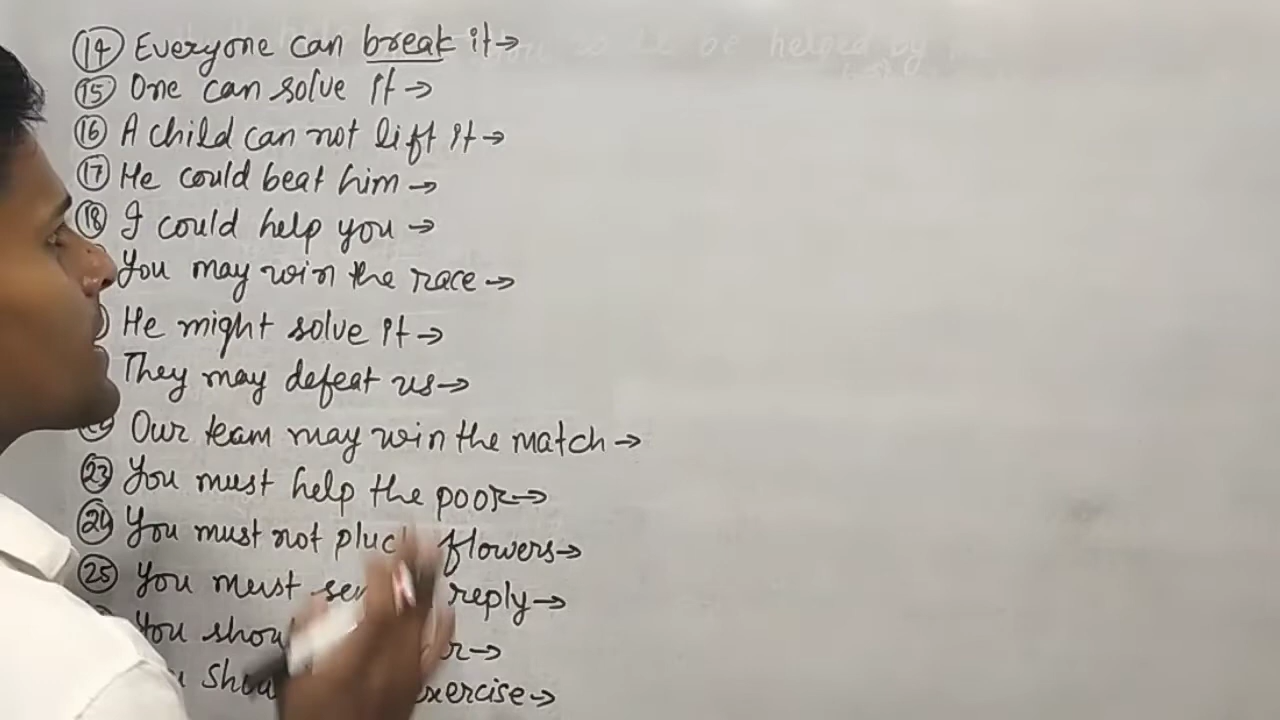 be helped by
⑭ Everyone can break it→
⑮ One can solve it→
⑯ A child can not lift it→
⑰ He could beat him→
⑱ I could help you→
You may win the race→
He might solve it→
They may defeat us→
Our team may win the match→
㉓ You must help the poor→
㉔ You must not pluck flowers→
㉕ You must reply→
You →
exercise→